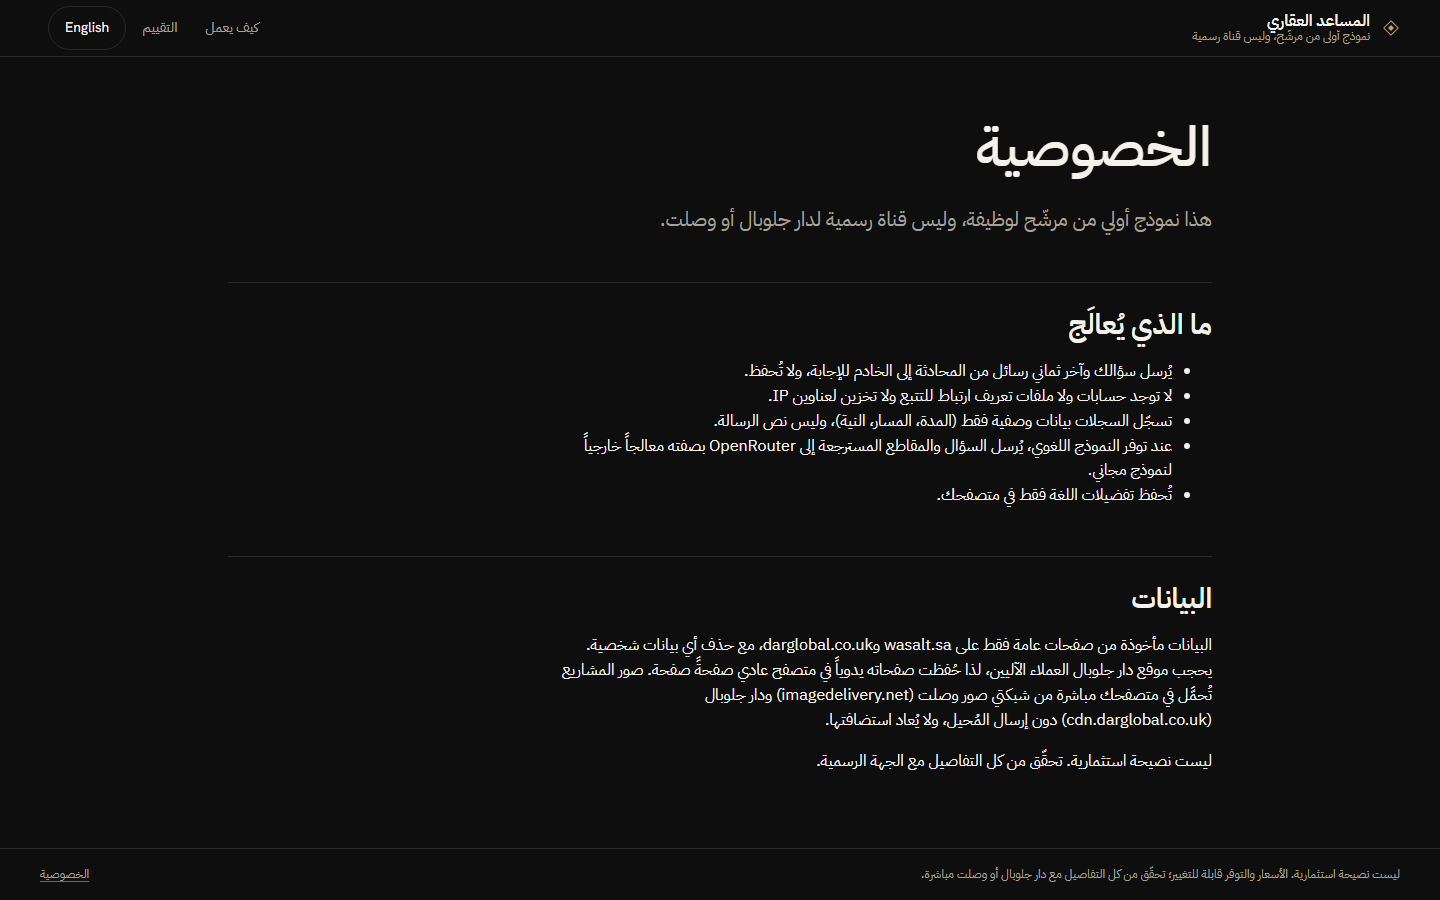 المساعد العقاري
نموذج أولي من مرشّح، وليس قناة رسمية
كيف يعمل
التقييم
English
الخصوصية
هذا نموذج أولي من مرشّح لوظيفة، وليس قناة رسمية لدار جلوبال أو وصلت.
ما الذي يُعالَج
يُرسل سؤالك وآخر ثماني رسائل من المحادثة إلى الخادم للإجابة، ولا تُحفظ.
لا توجد حسابات ولا ملفات تعريف ارتباط للتتبع ولا تخزين لعناوين IP.
تسجّل السجلات بيانات وصفية فقط (المدة، المسار، النية)، وليس نص الرسالة.
عند توفر النموذج اللغوي، يُرسل السؤال والمقاطع المسترجعة إلى OpenRouter بصفته معالجاً خارجياً
لنموذج مجاني.
تُحفظ تفضيلات اللغة فقط في متصفحك.
البيانات
البيانات مأخوذة من صفحات عامة فقط على wasalt.sa وdarglobal.co.uk، مع حذف أي بيانات شخصية.
يحجب موقع دار جلوبال العملاء الآليين، لذا حُفظت صفحاته يدوياً في متصفح عادي صفحةً صفحة. صور المشاريع
تُحمَّل في متصفحك مباشرة من شبكتي صور وصلت (imagedelivery.net) ودار جلوبال
(cdn.darglobal.co.uk) دون إرسال المُحيل، ولا يُعاد استضافتها.
ليست نصيحة استثمارية. تحقّق من كل التفاصيل مع الجهة الرسمية.
ليست نصيحة استثمارية. الأسعار والتوفر قابلة للتغيير؛ تحقّق من كل التفاصيل مع دار جلوبال أو وصلت مباشرة.
الخصوصية